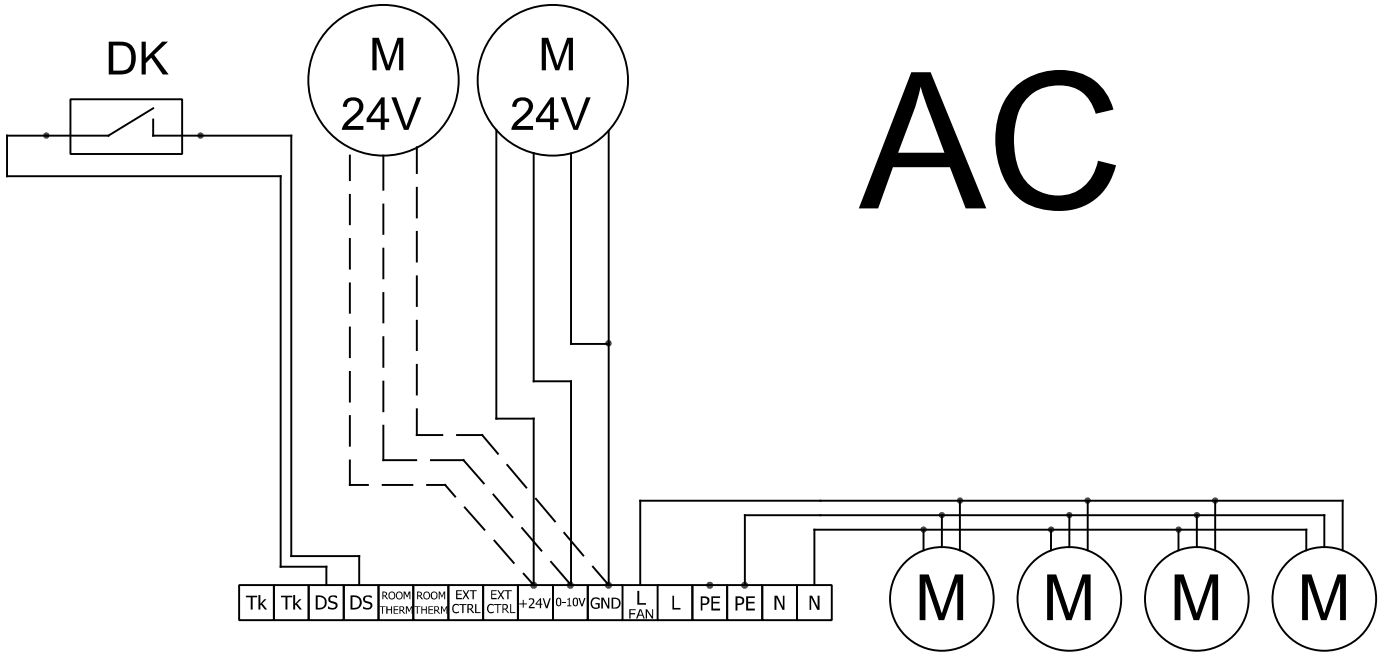 DK
M
24V
M
24V
AC
Tk
Tk
DS
DS
ROOM
THERM
ROOM
THERM
EXT
CTRL
EXT
CTRL
+24V
0-10V
GND
L
FAN
L
PE
PE
N
N
M
M
M
M